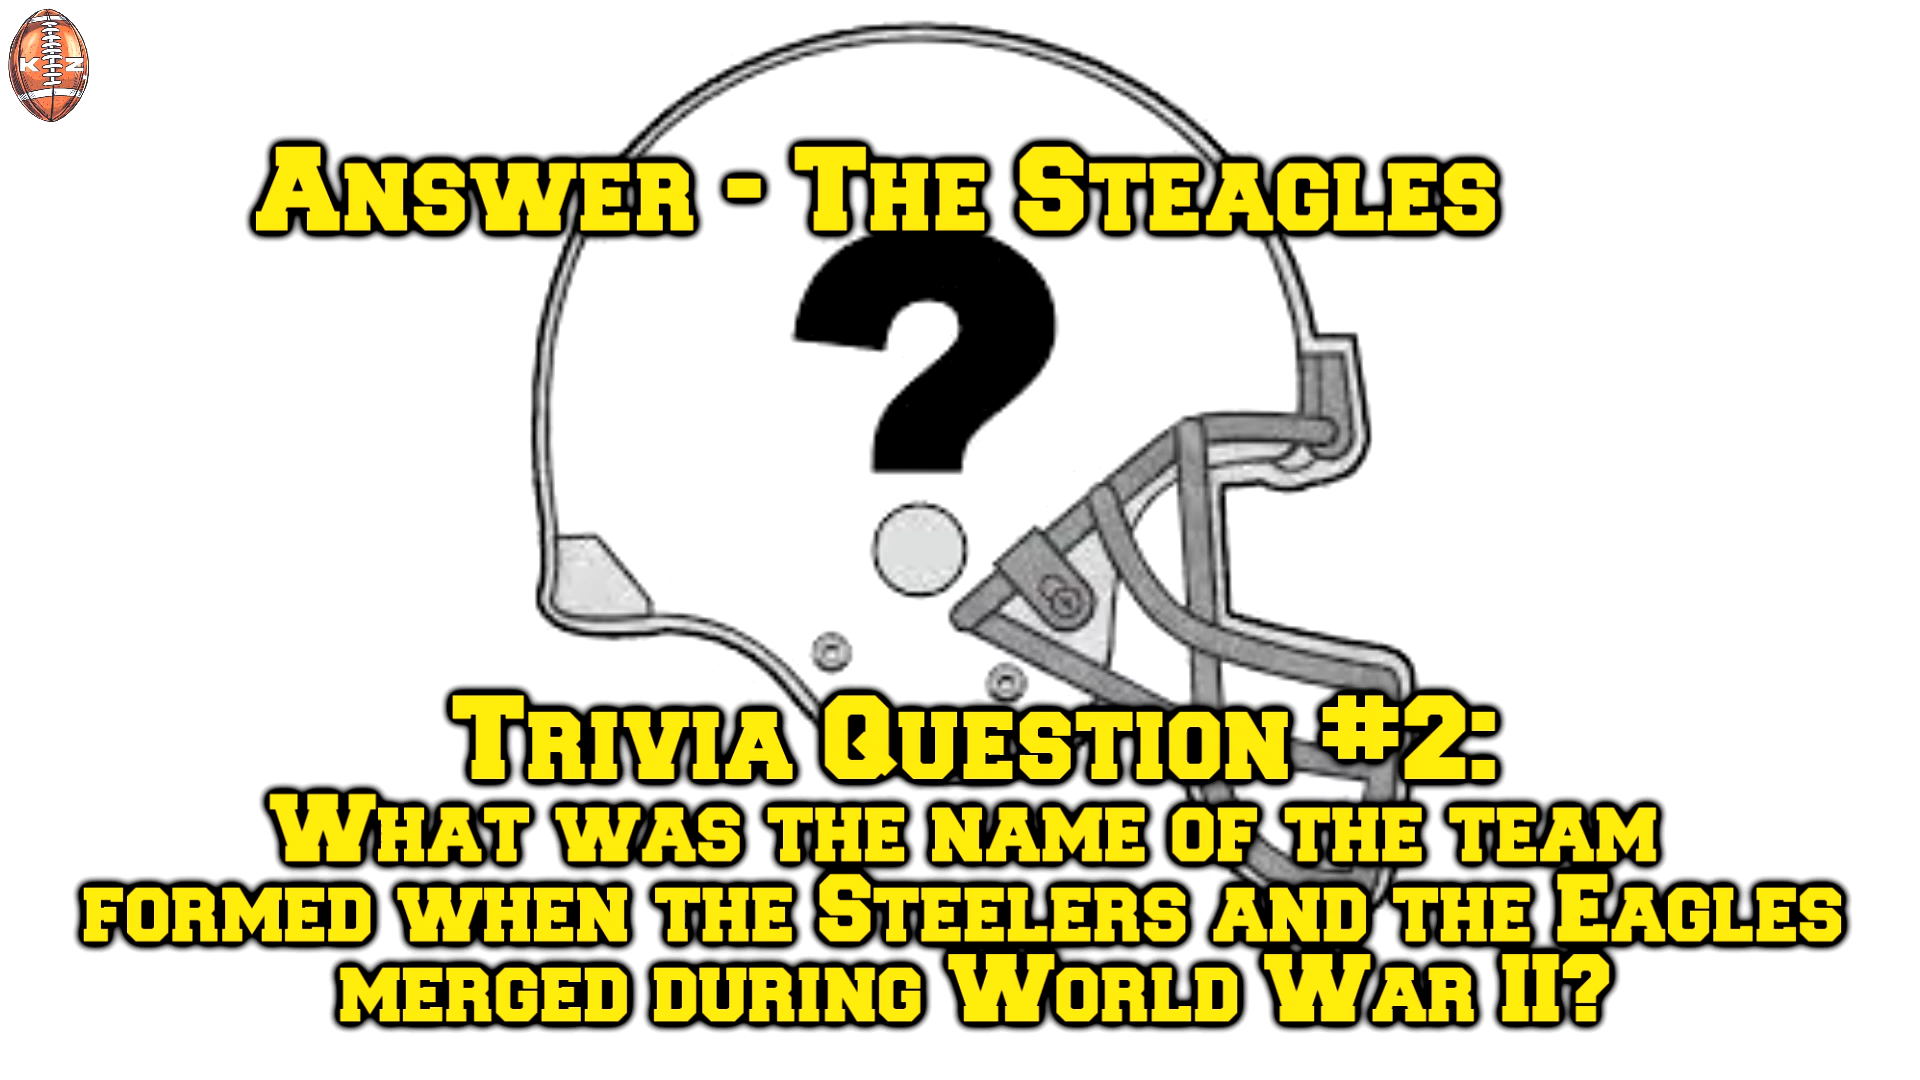 K Z
Answer - The Steagles
?
Trivia Question #2:
What was the name of the team
formed when the Steelers and the Eagles
merged during World War II?